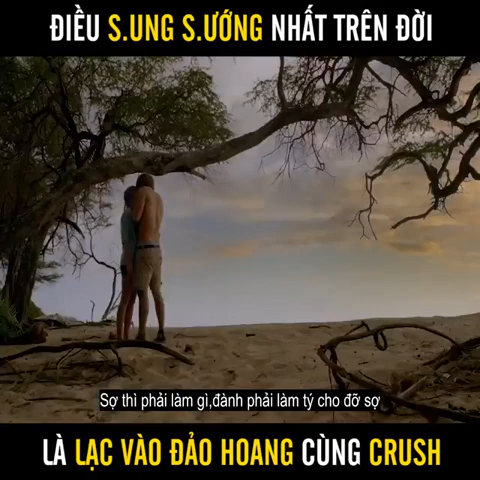 ĐIỀU S.UNG S.ƯỚNG NHẤT TRÊN ĐỜI
Sợ thì phải làm gì,đành phải làm tý cho đỡ sợ
LÀ LẠC VÀO ĐẢO HOANG CÙNG CRUSH